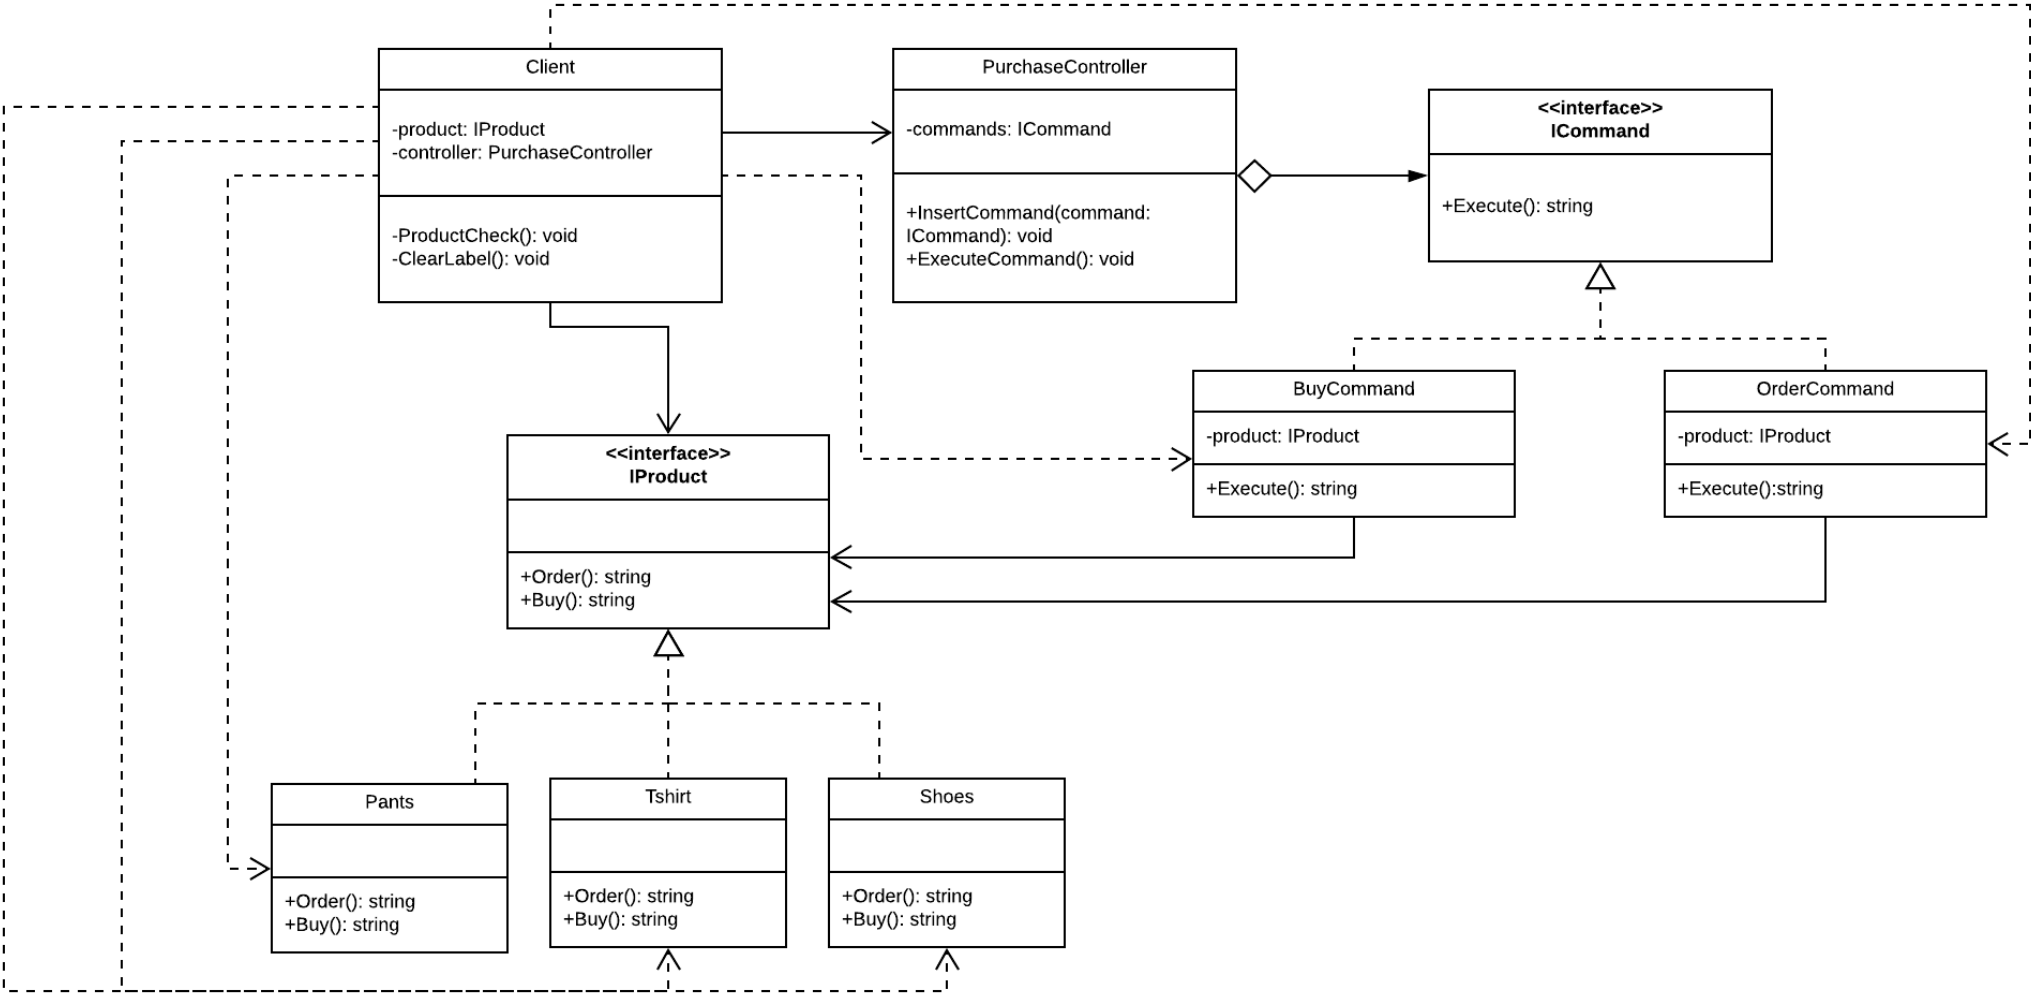 Client
-product: IProduct
-controller: PurchaseController
-ProductCheck(): void
-ClearLabel(): void
PurchaseController
-commands: ICommand
+InsertCommand(command:
ICommand): void
+ExecuteCommand(): void
<<interface>>
ICommand
+Execute(): string
BuyCommand
-product: IProduct
+Execute(): string
OrderCommand
-product: IProduct
+Execute():string
<<interface>>
IProduct
+Order(): string
+Buy(): string
Pants
+Order(): string
+Buy(): string
Tshirt
+Order(): string
+Buy(): string
Shoes
+Order(): string
+Buy(): string